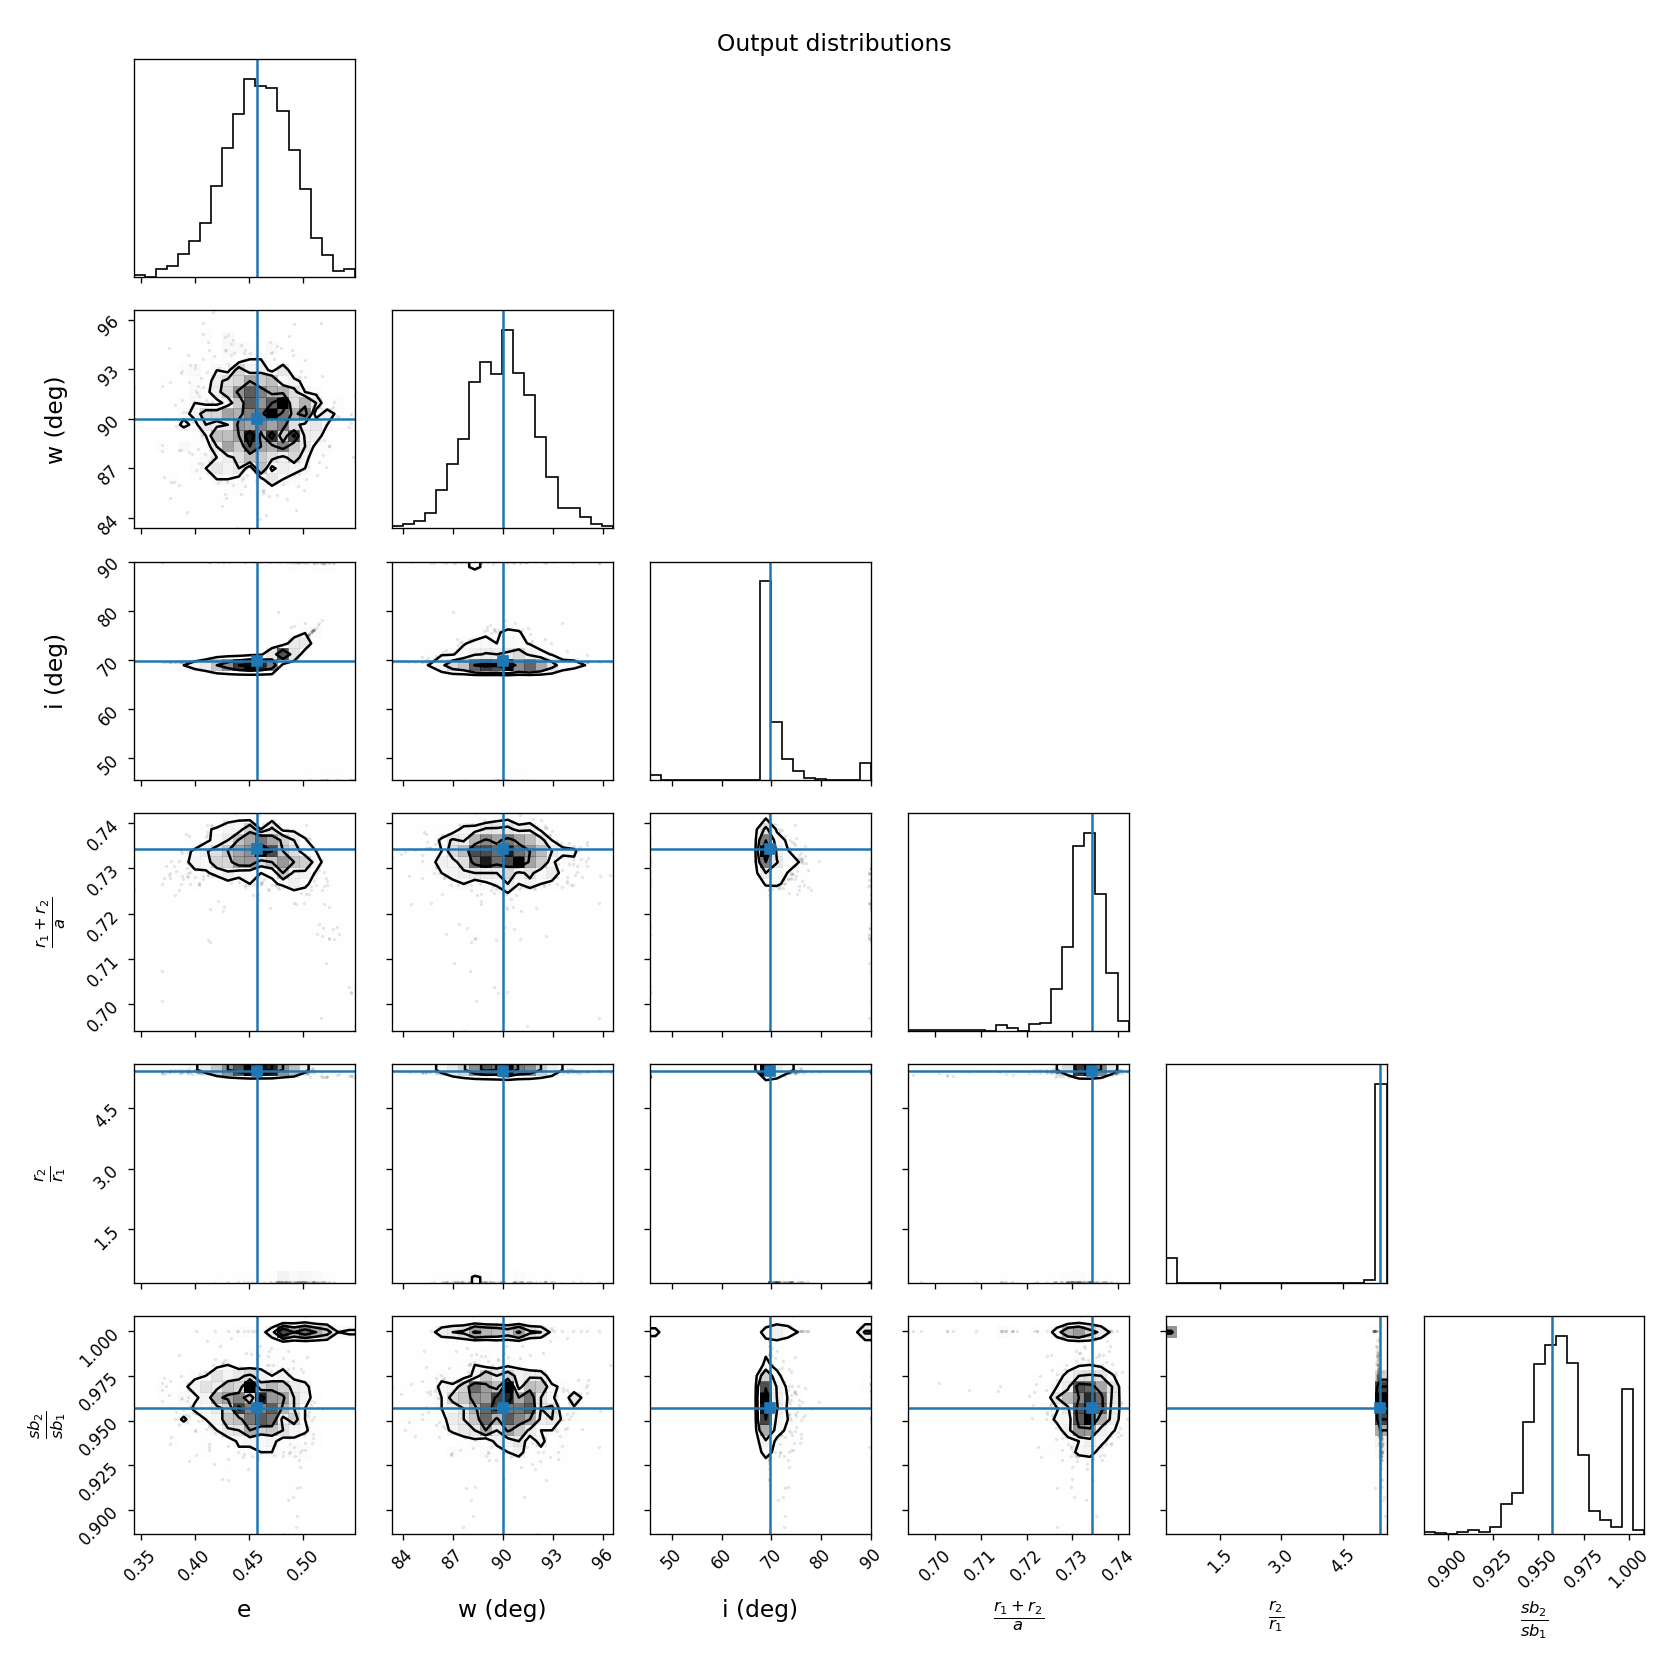 Output distributions
w (deg)
96
93
90
87
84
i (deg)
90
80
70
60
50
r₁ + r₂
a
0.74
0.73
0.72
0.71
0.70
r₂
r₁
4.5
3.0
1.5
sb₂
sb₁
1.000
0.975
0.950
0.925
0.900
0.35 0.40 0.45 0.50 84 87 90 93 96 50 60 70 80 90 0.70 0.71 0.72 0.73 0.74 1.5 3.0 4.5 0.900 0.925 0.950 0.975 1.000
e w (deg) i (deg) r₁ + r₂ r₂ sb₂
a r₁ sb₁